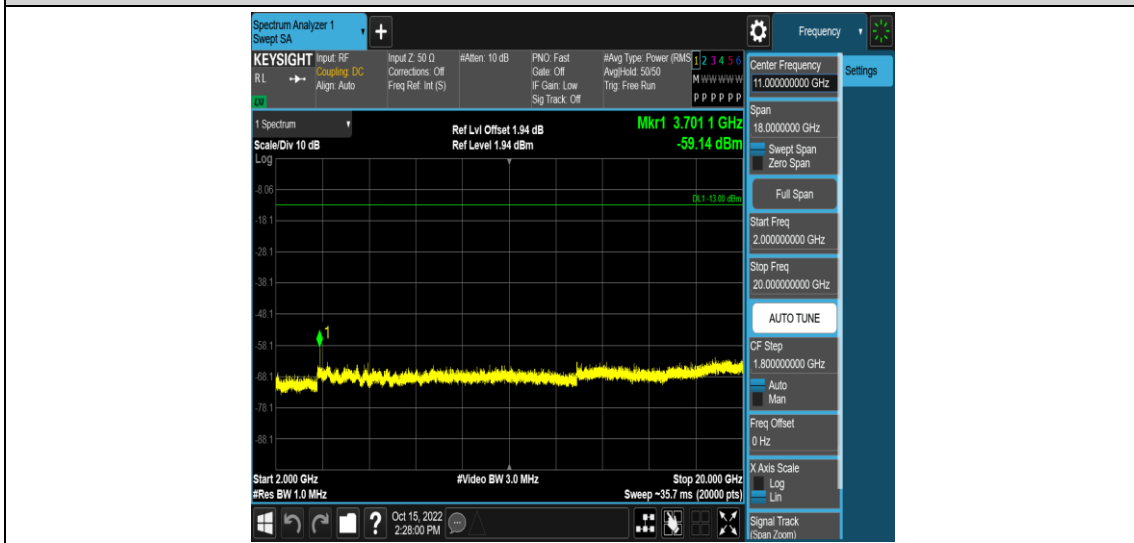 Spectrum Analyzer 1
Swept SA
+
Frequency
KEYSIGHT
RL
LXI
Input: RF
Coupling: DC
Align: Auto
Input Z: 50 Ω
Corrections: Off
Freq Ref: Int (S)
#Atten: 10 dB
PNO: Fast
Gate: Off
IF Gain: Low
Sig Track: Off
#Avg Type: Power (RMS
Avg|Hold: 50/50
Trig: Free Run
1 2 3 4 5 6
M W W W W W
P P P P P P
1 Spectrum
Scale/Div 10 dB
Log
Ref Lvl Offset 1.94 dB
Ref Level 1.94 dBm
Mkr1 3.701 1 GHz
-59.14 dBm
-8.06
DL1 -13.00 dBm
-18.1
-28.1
-38.1
-48.1
1
-58.1
-68.1
-78.1
-88.1
Start 2.000 GHz
#Res BW 1.0 MHz
#Video BW 3.0 MHz
Stop 20.000 GHz
Sweep ~35.7 ms (20000 pts)
?
Oct 15, 2022
2:28:00 PM
Center Frequency
11.000000000 GHz
Settings
Span
18.0000000 GHz
Swept Span
Zero Span
Full Span
Start Freq
2.000000000 GHz
Stop Freq
20.000000000 GHz
AUTO TUNE
CF Step
1.800000000 GHz
Auto
Man
Freq Offset
0 Hz
X Axis Scale
Log
Lin
Signal Track
(Span Zoom)